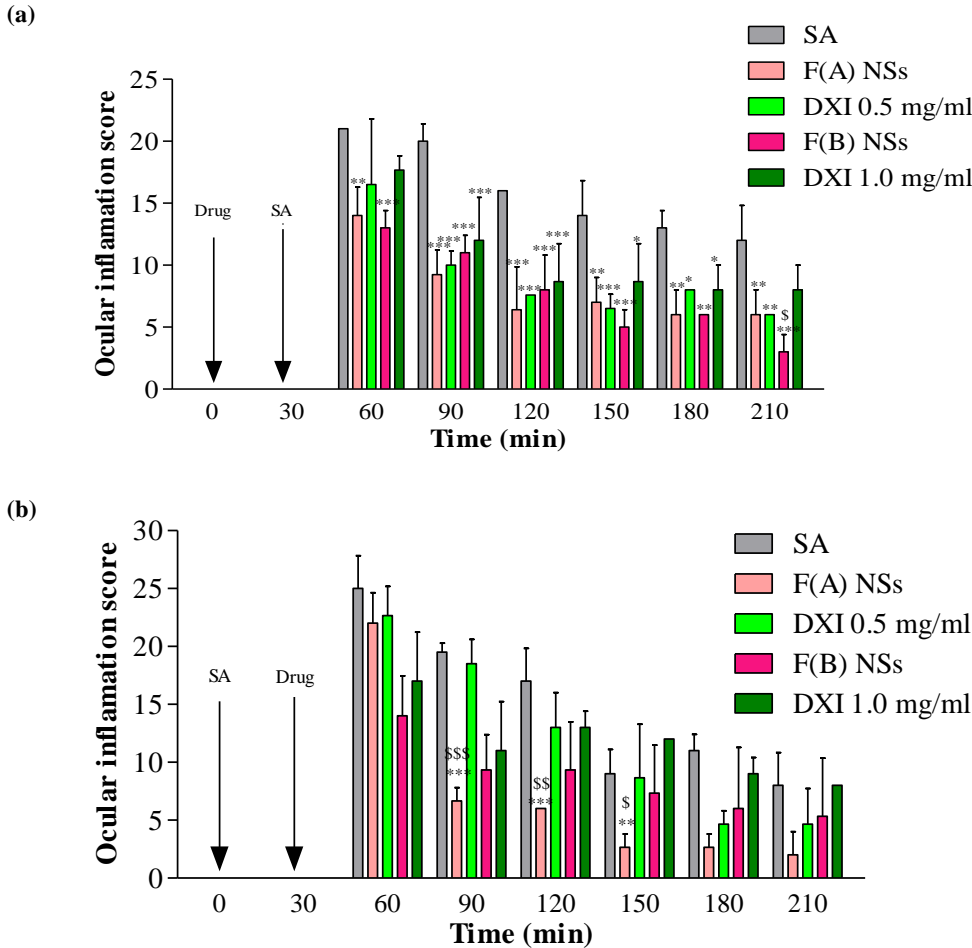 (a)
SA
F(A) NSs
DXI 0.5 mg/ml
F(B) NSs
DXI 1.0 mg/ml
Ocular inflamation score
25
20
15
10
5
0
Drug
SA
**
***
***
***
***
***
***
***
***
***
**
***
***
*
**
*
**
*
**
**
$
***
0
30
60
90
120
150
180
210
Time (min)
(b)
SA
F(A) NSs
DXI 0.5 mg/ml
F(B) NSs
DXI 1.0 mg/ml
Ocular inflamation score
30
25
20
15
10
5
0
SA
Drug
$$$
***
$$
***
$
**
0
30
60
90
120
150
180
210
Time (min)